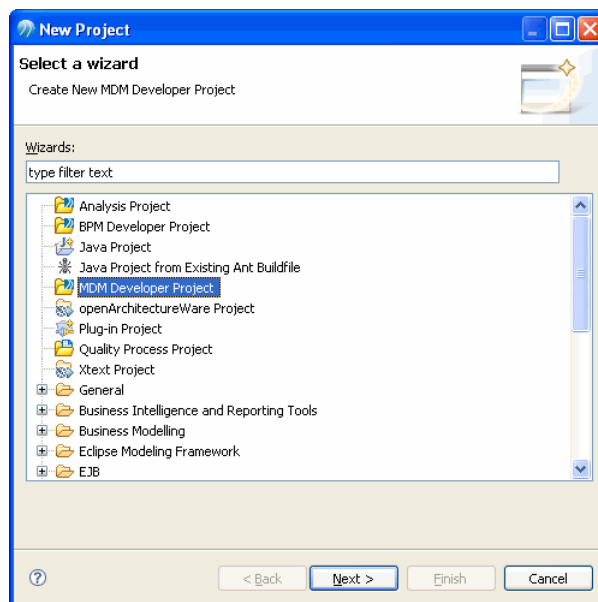 New Project
Select a wizard
Create New MDM Developer Project
Wizards:
type filter text
Analysis Project
BPM Developer Project
Java Project
Java Project from Existing Ant Buildfile
MDM Developer Project
openArchitectureWare Project
Plug-in Project
Quality Process Project
Xtext Project
General
Business Intelligence and Reporting Tools
Business Modelling
Eclipse Modeling Framework
EJB
< Back
Next >
Finish
Cancel